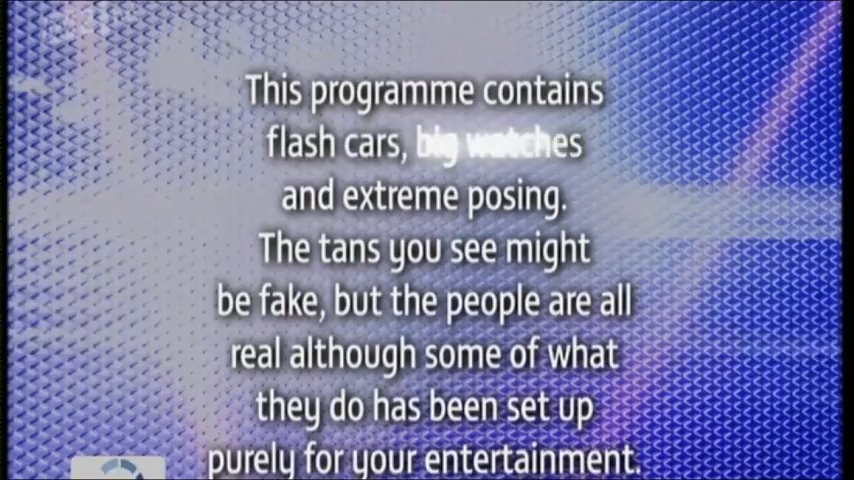 This programme contains
flash cars, big watches
and extreme posing.
The tans you see might
be fake, but the people are all
real although some of what
they do has been set up
purely for your entertainment.